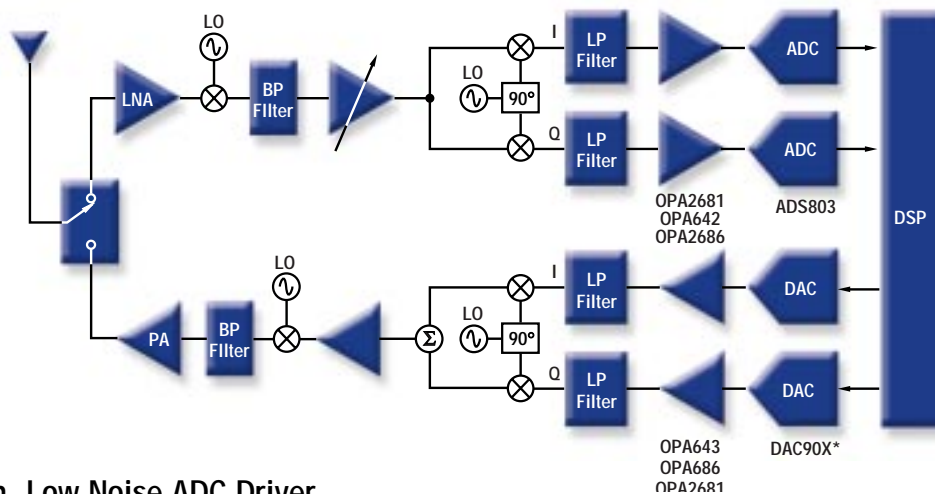 LO
LNA
BP
FIlter
LO
90°
I
LP
Filter
ADC
Q
LP
Filter
ADC
OPA2681
OPA642
OPA2686
ADS803
DSP
LO
PA
BP
FIlter
Σ
LO
90°
I
LP
Filter
DAC
Q
LP
Filter
DAC
OPA643
OPA686
OPA2681
DAC90X*
Low Noise ADC Driver